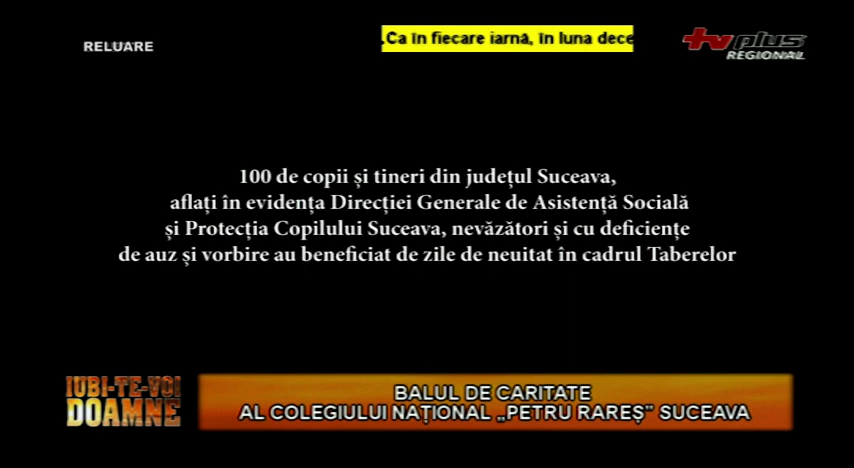 RELUARE
.Ca în fiecare iarnă, în luna dece
tv plus
REGIONAL
100 de copii și tineri din județul Suceava,
aflați în evidența Direcției Generale de Asistență Socială
și Protecția Copilului Suceava, nevăzători și cu deficiențe
de auz și vorbire au beneficiat de zile de neuitat în cadrul Taberelor
IUBI-TE-VOI
DOAMNE
BALUL DE CARITATE
AL COLEGIULUI NAȚIONAL „PETRU RAREȘ” SUCEAVA